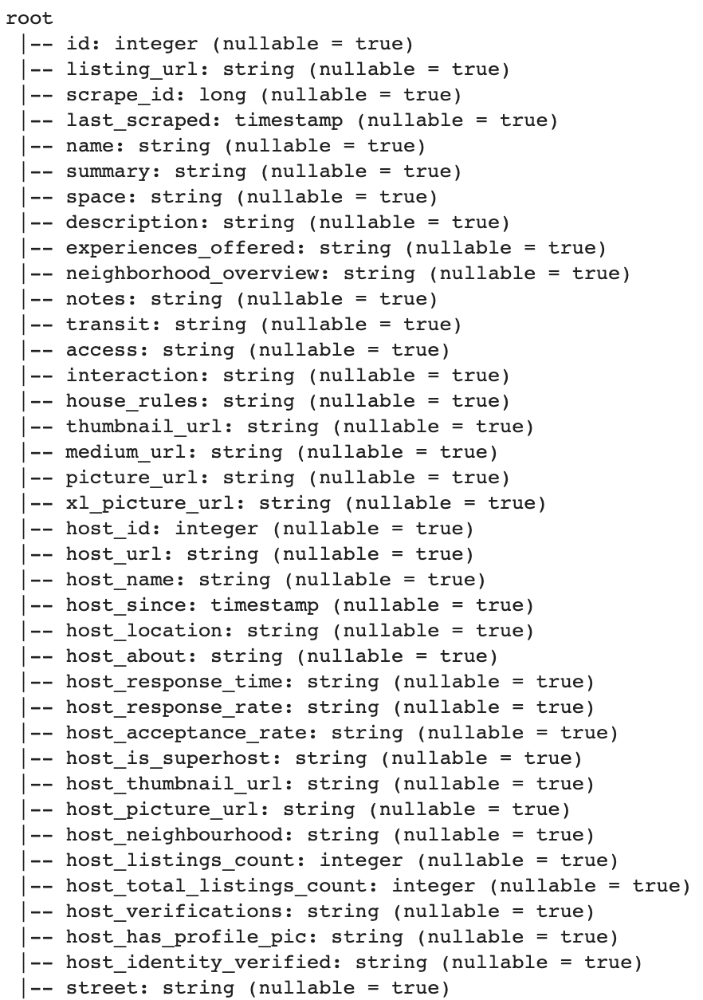 root
 |-- id: integer (nullable = true)
 |-- listing_url: string (nullable = true)
 |-- scrape_id: long (nullable = true)
 |-- last_scraped: timestamp (nullable = true)
 |-- name: string (nullable = true)
 |-- summary: string (nullable = true)
 |-- space: string (nullable = true)
 |-- description: string (nullable = true)
 |-- experiences_offered: string (nullable = true)
 |-- neighborhood_overview: string (nullable = true)
 |-- notes: string (nullable = true)
 |-- transit: string (nullable = true)
 |-- access: string (nullable = true)
 |-- interaction: string (nullable = true)
 |-- house_rules: string (nullable = true)
 |-- thumbnail_url: string (nullable = true)
 |-- medium_url: string (nullable = true)
 |-- picture_url: string (nullable = true)
 |-- xl_picture_url: string (nullable = true)
 |-- host_id: integer (nullable = true)
 |-- host_url: string (nullable = true)
 |-- host_name: string (nullable = true)
 |-- host_since: timestamp (nullable = true)
 |-- host_location: string (nullable = true)
 |-- host_about: string (nullable = true)
 |-- host_response_time: string (nullable = true)
 |-- host_response_rate: string (nullable = true)
 |-- host_acceptance_rate: string (nullable = true)
 |-- host_is_superhost: string (nullable = true)
 |-- host_thumbnail_url: string (nullable = true)
 |-- host_picture_url: string (nullable = true)
 |-- host_neighbourhood: string (nullable = true)
 |-- host_listings_count: integer (nullable = true)
 |-- host_total_listings_count: integer (nullable = true)
 |-- host_verifications: string (nullable = true)
 |-- host_has_profile_pic: string (nullable = true)
 |-- host_identity_verified: string (nullable = true)
 |-- street: string (nullable = true)